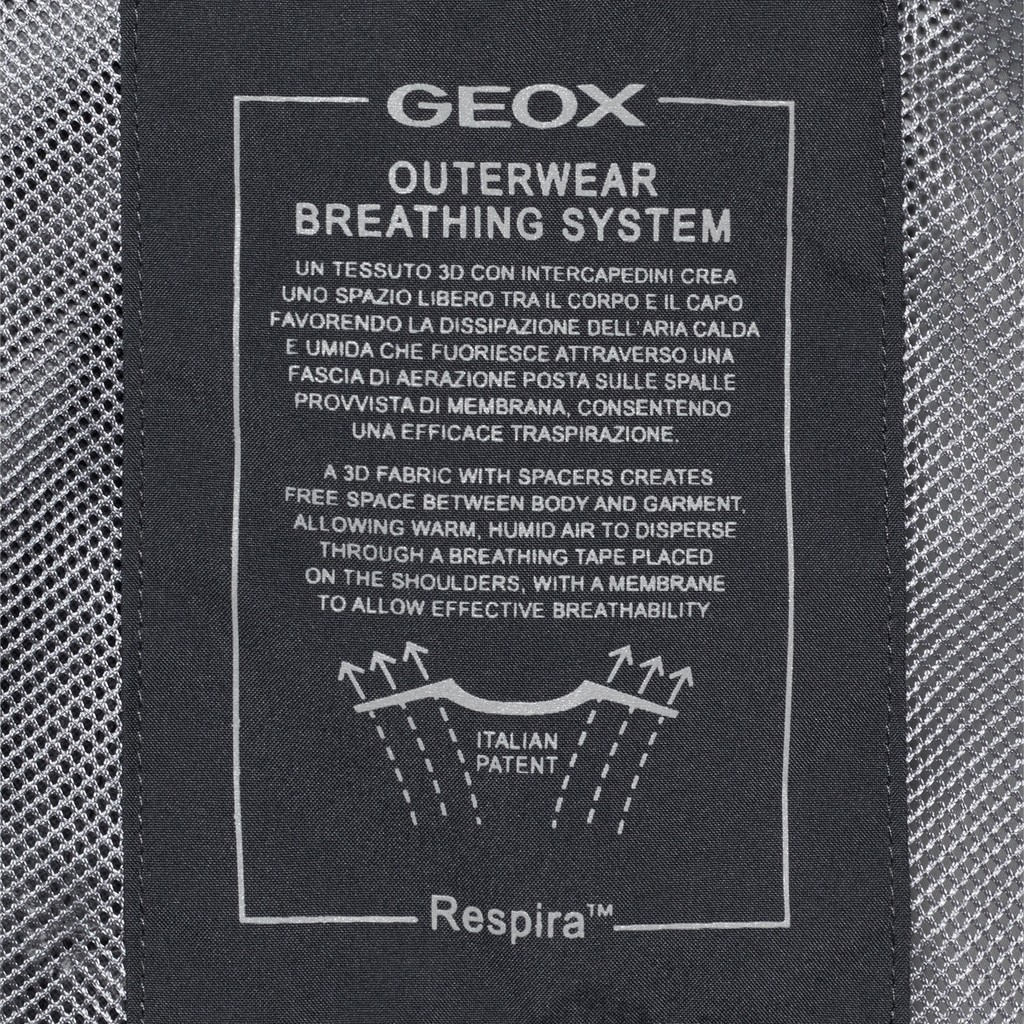 GEOX
OUTERWEAR
BREATHING SYSTEM
UN TESSUTO 3D CON INTERCAPEDINI CREA
UNO SPAZIO LIBERO TRA IL CORPO E IL CAPO
FAVORENDO LA DISSIPAZIONE DELL'ARIA CALDA
E UMIDA CHE FUORIESCE ATTRAVERSO UNA
FASCIA DI AERAZIONE POSTA SULLE SPALLE
PROVVISTA DI MEMBRANA, CONSENTENDO
UNA EFFICACE TRASPIRAZIONE.
A 3D FABRIC WITH SPACERS CREATES
FREE SPACE BETWEEN BODY AND GARMENT,
ALLOWING WARM, HUMID AIR TO DISPERSE
THROUGH A BREATHING TAPE PLACED
ON THE SHOULDERS, WITH A MEMBRANE
TO ALLOW EFFECTIVE BREATHABILITY
ITALIAN
PATENT
Respira™